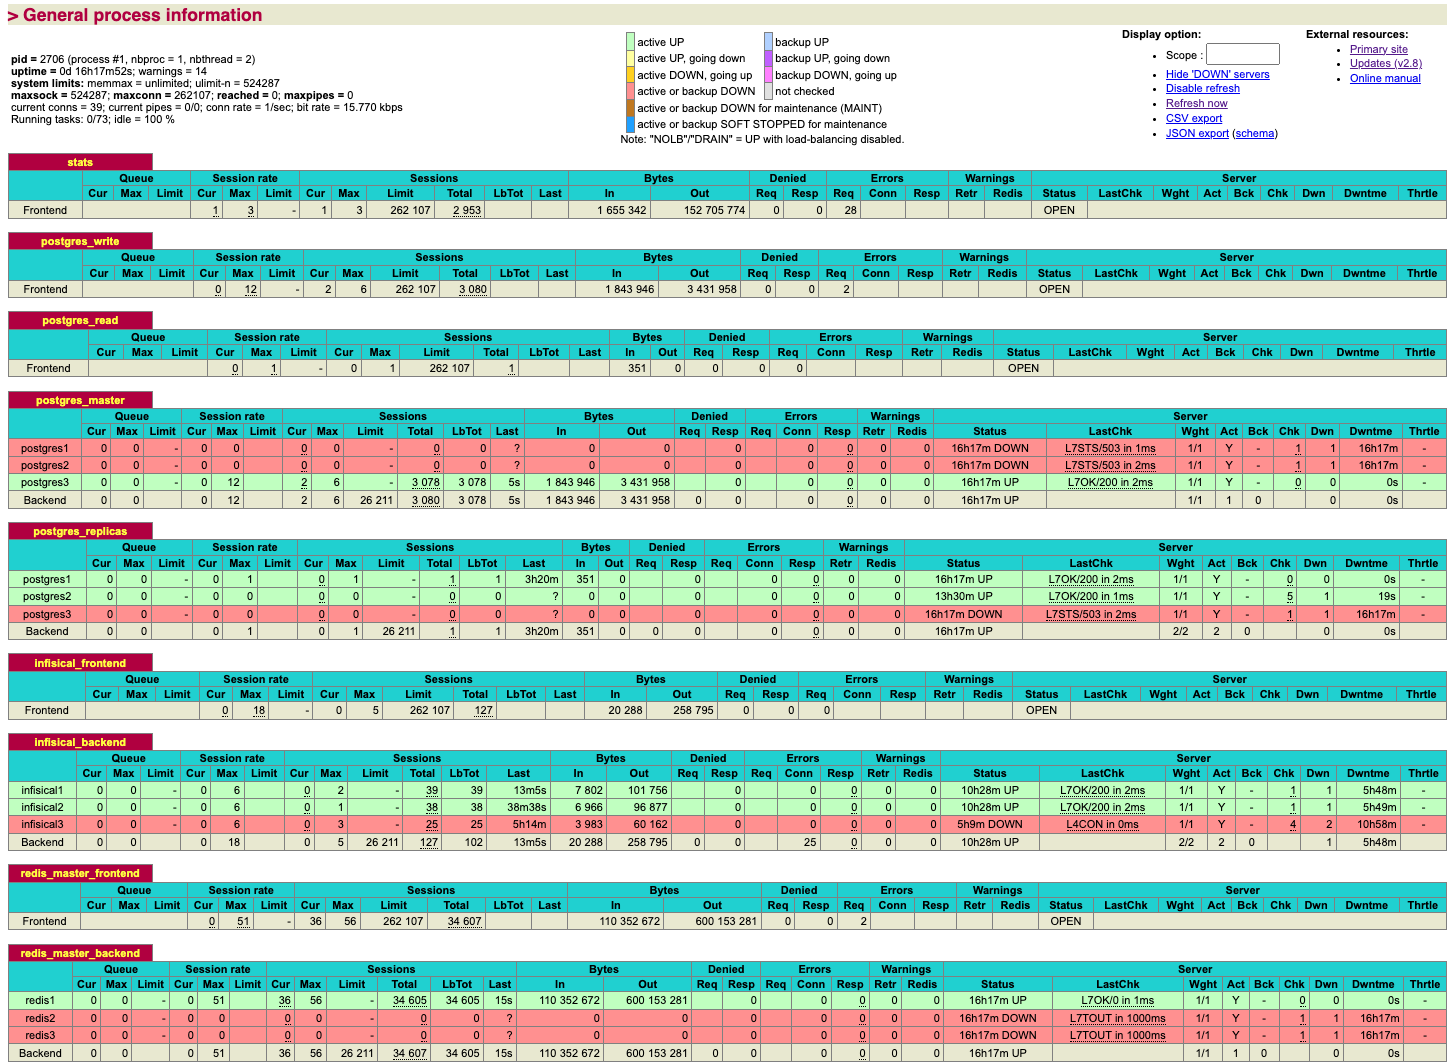 > General process information
pid = 2706 (process #1, nbproc = 1, nbthread = 2)
uptime = 0d 16h17m52s; warnings = 14
system limits: memmax = unlimited; ulimit-n = 524287
maxsock = 524287; maxconn = 262107; reached = 0; maxpipes = 0
current conns = 39; current pipes = 0/0; conn rate = 1/sec; bit rate = 15.770 kbps
Running tasks: 0/73; idle = 100 %
active UP backup UP
active UP, going down backup UP, going down
active DOWN, going up backup DOWN, going up
active or backup DOWN not checked
active or backup DOWN for maintenance (MAINT)
active or backup SOFT STOPPED for maintenance
Note: "NOLB"/"DRAIN" = UP with load-balancing disabled.
Display option:
Scope :
Hide 'DOWN' servers
Disable refresh
Refresh now
CSV export
JSON export (schema)
External resources:
Primary site
Updates (v2.8)
Online manual
stats
Queue Session rate Sessions Bytes Denied Errors Warnings Server
Cur Max Limit Cur Max Limit Cur Max Limit Total LbTot Last In Out Req Resp Req Conn Resp Retr Redis Status LastChk Wght Act Bck Chk Dwn Dwntme Thrtle
Frontend 1 3 - 1 3 262 107 2 953 1 655 342 152 705 774 0 0 28 OPEN
postgres_write
Queue Session rate Sessions Bytes Denied Errors Warnings Server
Cur Max Limit Cur Max Limit Cur Max Limit Total LbTot Last In Out Req Resp Req Conn Resp Retr Redis Status LastChk Wght Act Bck Chk Dwn Dwntme Thrtle
Frontend 0 12 - 2 6 262 107 3 080 1 843 946 3 431 958 0 0 2 OPEN
postgres_read
Queue Session rate Sessions Bytes Denied Errors Warnings Server
Cur Max Limit Cur Max Limit Cur Max Limit Total LbTot Last In Out Req Resp Req Conn Resp Retr Redis Status LastChk Wght Act Bck Chk Dwn Dwntme Thrtle
Frontend 0 1 - 0 1 262 107 1 351 0 0 0 0 OPEN
postgres_master
Queue Session rate Sessions Bytes Denied Errors Warnings Server
Cur Max Limit Cur Max Limit Cur Max Limit Total LbTot Last In Out Req Resp Req Conn Resp Retr Redis Status LastChk Wght Act Bck Chk Dwn Dwntme Thrtle
postgres1 0 0 - 0 0 0 0 - 0 0 ? 0 0 0 0 0 0 0 16h17m DOWN L7STS/503 in 1ms 1/1 Y - 1 1 16h17m -
postgres2 0 0 - 0 0 0 0 - 0 0 ? 0 0 0 0 0 0 0 16h17m DOWN L7STS/503 in 2ms 1/1 Y - 1 1 16h17m -
postgres3 0 0 - 0 12 2 6 - 3 078 3 078 5s 1 843 946 3 431 958 0 0 0 0 0 16h17m UP L7OK/200 in 2ms 1/1 Y - 0 0 0s -
Backend 0 0 0 12 2 6 26 211 3 080 3 078 5s 1 843 946 3 431 958 0 0 0 0 0 0 16h17m UP 1/1 1 0 0 0s
postgres_replicas
Queue Session rate Sessions Bytes Denied Errors Warnings Server
Cur Max Limit Cur Max Limit Cur Max Limit Total LbTot Last In Out Req Resp Req Conn Resp Retr Redis Status LastChk Wght Act Bck Chk Dwn Dwntme Thrtle
postgres1 0 0 - 0 1 0 1 - 1 1 3h20m 351 0 0 0 0 0 0 16h17m UP L7OK/200 in 2ms 1/1 Y - 0 0 0s -
postgres2 0 0 - 0 0 0 0 - 0 0 ? 0 0 0 0 0 0 0 13h30m UP L7OK/200 in 1ms 1/1 Y - 5 1 19s -
postgres3 0 0 - 0 0 0 0 - 0 0 ? 0 0 0 0 0 0 0 16h17m DOWN L7STS/503 in 2ms 1/1 Y - 1 1 16h17m -
Backend 0 0 0 1 0 1 26 211 1 1 3h20m 351 0 0 0 0 0 0 0 16h17m UP 2/2 2 0 0 0s
infisical_frontend
Queue Session rate Sessions Bytes Denied Errors Warnings Server
Cur Max Limit Cur Max Limit Cur Max Limit Total LbTot Last In Out Req Resp Req Conn Resp Retr Redis Status LastChk Wght Act Bck Chk Dwn Dwntme Thrtle
Frontend 0 18 - 0 5 262 107 127 20 288 258 795 0 0 0 OPEN
infisical_backend
Queue Session rate Sessions Bytes Denied Errors Warnings Server
Cur Max Limit Cur Max Limit Cur Max Limit Total LbTot Last In Out Req Resp Req Conn Resp Retr Redis Status LastChk Wght Act Bck Chk Dwn Dwntme Thrtle
infisical1 0 0 - 0 6 0 2 - 39 39 13m5s 7 802 101 756 0 0 0 0 0 10h28m UP L7OK/200 in 2ms 1/1 Y - 1 1 5h48m -
infisical2 0 0 - 0 6 0 1 - 38 38 38m38s 6 966 96 877 0 0 0 0 0 10h28m UP L7OK/200 in 2ms 1/1 Y - 1 1 5h49m -
infisical3 0 0 - 0 6 0 3 - 25 25 5h14m 3 983 60 162 0 0 0 0 0 5h9m DOWN L4CON in 0ms 1/1 Y - 4 2 10h58m -
Backend 0 0 0 18 0 5 26 211 127 102 13m5s 20 288 258 795 0 0 25 0 0 0 10h28m UP 2/2 2 0 1 5h48m
redis_master_frontend
Queue Session rate Sessions Bytes Denied Errors Warnings Server
Cur Max Limit Cur Max Limit Cur Max Limit Total LbTot Last In Out Req Resp Req Conn Resp Retr Redis Status LastChk Wght Act Bck Chk Dwn Dwntme Thrtle
Frontend 0 51 - 36 56 262 107 34 607 110 352 672 600 153 281 0 0 2 OPEN
redis_master_backend
Queue Session rate Sessions Bytes Denied Errors Warnings Server
Cur Max Limit Cur Max Limit Cur Max Limit Total LbTot Last In Out Req Resp Req Conn Resp Retr Redis Status LastChk Wght Act Bck Chk Dwn Dwntme Thrtle
redis1 0 0 - 0 51 36 56 - 34 605 34 605 15s 110 352 672 600 153 281 0 0 0 0 0 16h17m UP L7OK/0 in 1ms 1/1 Y - 0 0 0s -
redis2 0 0 - 0 0 0 0 - 0 0 ? 0 0 0 0 0 0 0 16h17m DOWN L7TOUT in 1000ms 1/1 Y - 1 1 16h17m -
redis3 0 0 - 0 0 0 0 - 0 0 ? 0 0 0 0 0 0 0 16h17m DOWN L7TOUT in 1000ms 1/1 Y - 1 1 16h17m -
Backend 0 0 0 51 36 56 26 211 34 607 34 605 15s 110 352 672 600 153 281 0 0 0 0 0 0 16h17m UP 1/1 1 0 0 0s